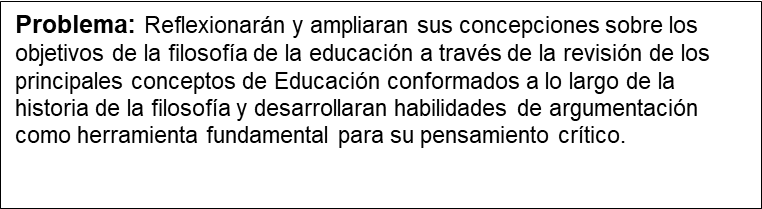 Problema: Reflexionarán y ampliaran sus concepciones sobre los
objetivos de la filosofía de la educación a través de la revisión de los
principales conceptos de Educación conformados a lo largo de la
historia de la filosofía y desarrollaran habilidades de argumentación
como herramienta fundamental para su pensamiento crítico.